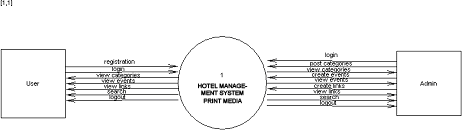 [1,1]
registration
login
view categories
view events
view links
search
logout
User
1
HOTEL MANAGE-
MENT SYSTEM
PRINT MEDIA
login
post categories
view categories
create events
view events
create links
view links
search
logout
Admin